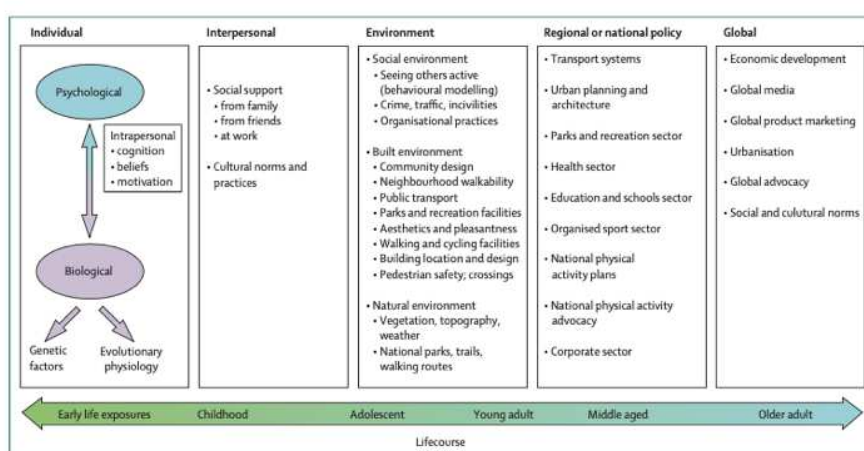 Individual
Psychological
Intrapersonal
• cognition
• beliefs
• motivation
Biological
Genetic
factors
Evolutionary
physiology
Interpersonal
• Social support
• from family
• from friends
• at work
• Cultural norms and
practices
Environment
• Social environment
• Seeing others active
(behavioural modelling)
• Crime, traffic, incivilities
• Organisational practices
• Built environment
• Community design
• Neighbourhood walkability
• Public transport
• Parks and recreation facilities
• Aesthetics and pleasantness
• Walking and cycling facilities
• Building location and design
• Pedestrian safety; crossings
• Natural environment
• Vegetation, topography,
weather
• National parks, trails,
walking routes
Regional or national policy
• Transport systems
• Urban planning and
architecture
• Parks and recreation sector
• Health sector
• Education and schools sector
• Organised sport sector
• National physical
activity plans
• National physical activity
advocacy
• Corporate sector
Global
• Economic development
• Global media
• Global product marketing
• Urbanisation
• Global advocacy
• Social and culutural norms
Early life exposures Childhood Adolescent Young adult Middle aged Older adult
Lifecourse